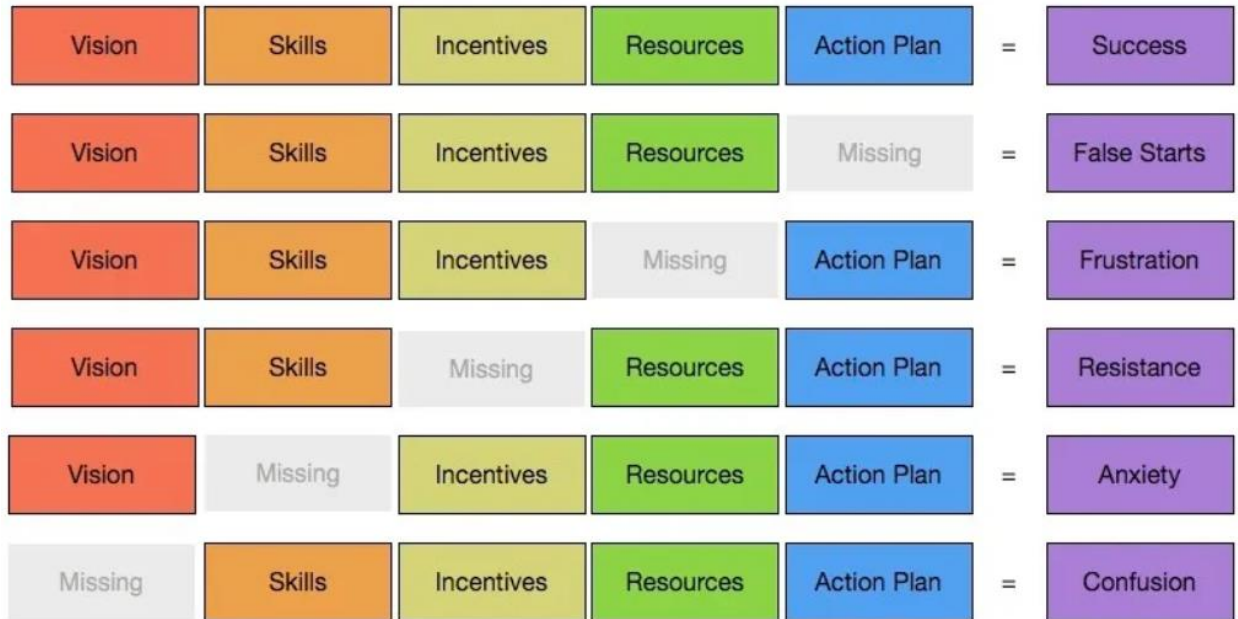 Vision Skills Incentives Resources Action Plan = Success
Vision Skills Incentives Resources Missing = False Starts
Vision Skills Incentives Missing Action Plan = Frustration
Vision Skills Missing Resources Action Plan = Resistance
Vision Missing Incentives Resources Action Plan = Anxiety
Missing Skills Incentives Resources Action Plan = Confusion